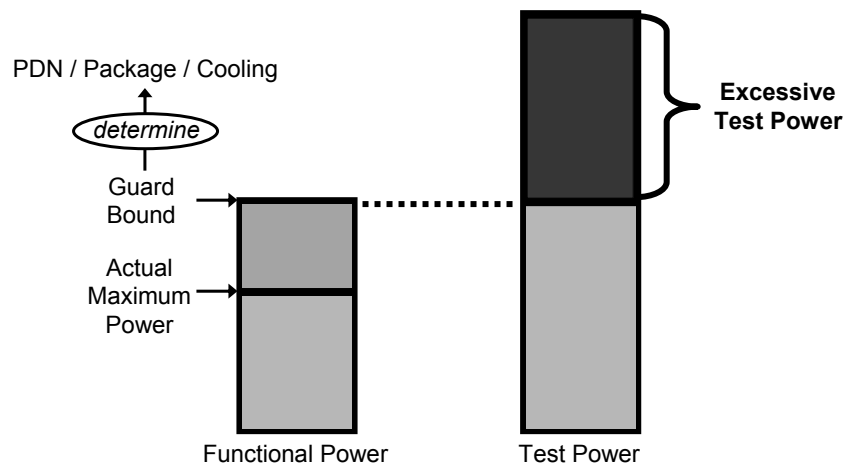 PDN / Package / Cooling
determine
Guard
Bound
Actual
Maximum
Power
Excessive
Test Power
Functional Power
Test Power